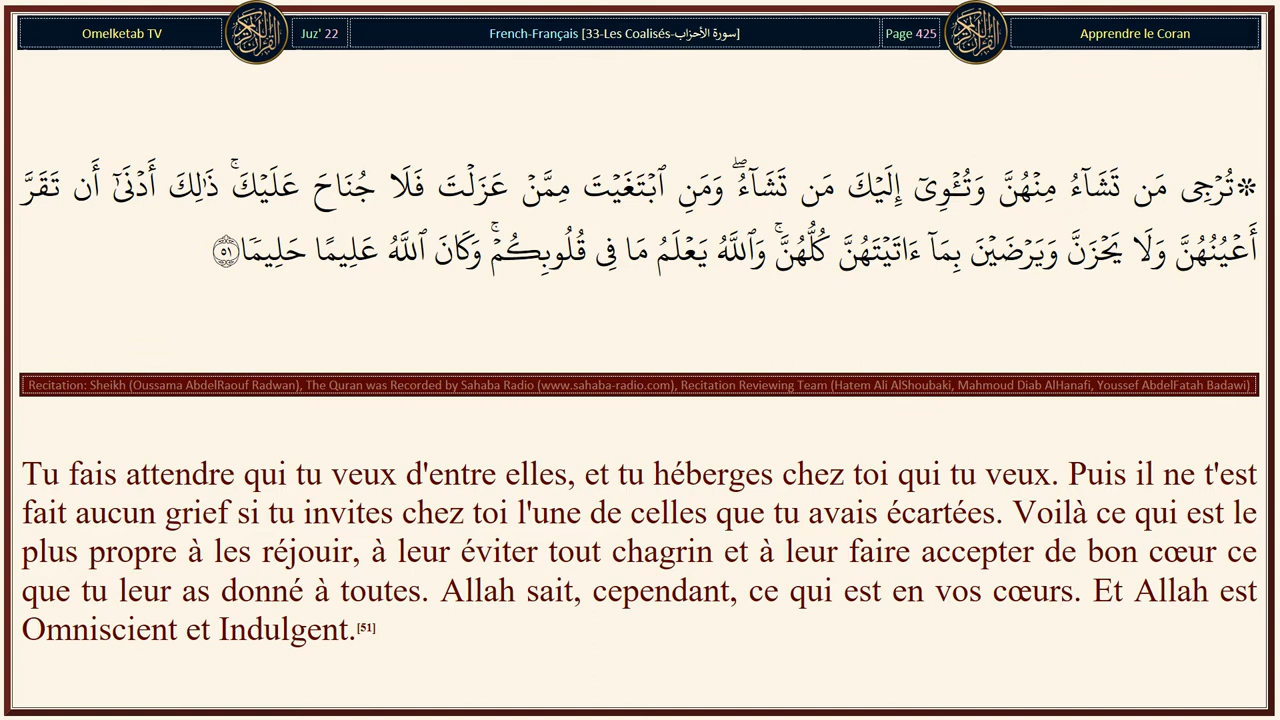 Omelketab TV
Juz' 22
French-Français [33-Les Coalisés-سورة الأحزاب]
Page 425
Apprendre le Coran
۞تُرۡجِی مَن تَشَاۤءُ مِنۡهُنَّ وَتُـٔۡوِیۤ إِلَیۡكَ مَن تَشَاۤءُۖ وَمَنِ ٱبۡتَغَیۡتَ مِمَّنۡ عَزَلۡتَ فَلَا جُنَاحَ عَلَیۡكَۚ ذَ ٰ⁠لِكَ أَدۡنَىٰۤ أَن تَقَرَّ
أَعۡیُنُهُنَّ وَلَا یَحۡزَنَّ وَیَرۡضَیۡنَ بِمَاۤ ءَاتَیۡتَهُنَّ كُلُّهُنَّۚ وَٱللَّهُ یَعۡلَمُ مَا فِی قُلُوبِكُمۡۚ وَكَانَ ٱللَّهُ عَلِیمًا حَلِیمࣰا ٥١
Recitation: Sheikh (Oussama AbdelRaouf Radwan), The Quran was Recorded by Sahaba Radio (www.sahaba-radio.com), Recitation Reviewing Team (Hatem Ali AlShoubaki, Mahmoud Diab AlHanafi, Youssef AbdelFatah Badawi)
Tu fais attendre qui tu veux d'entre elles, et tu héberges chez toi qui tu veux. Puis il ne t'est
fait aucun grief si tu invites chez toi l'une de celles que tu avais écartées. Voilà ce qui est le
plus propre à les réjouir, à leur éviter tout chagrin et à leur faire accepter de bon cœur ce
que tu leur as donné à toutes. Allah sait, cependant, ce qui est en vos cœurs. Et Allah est
Omniscient et Indulgent.[51]